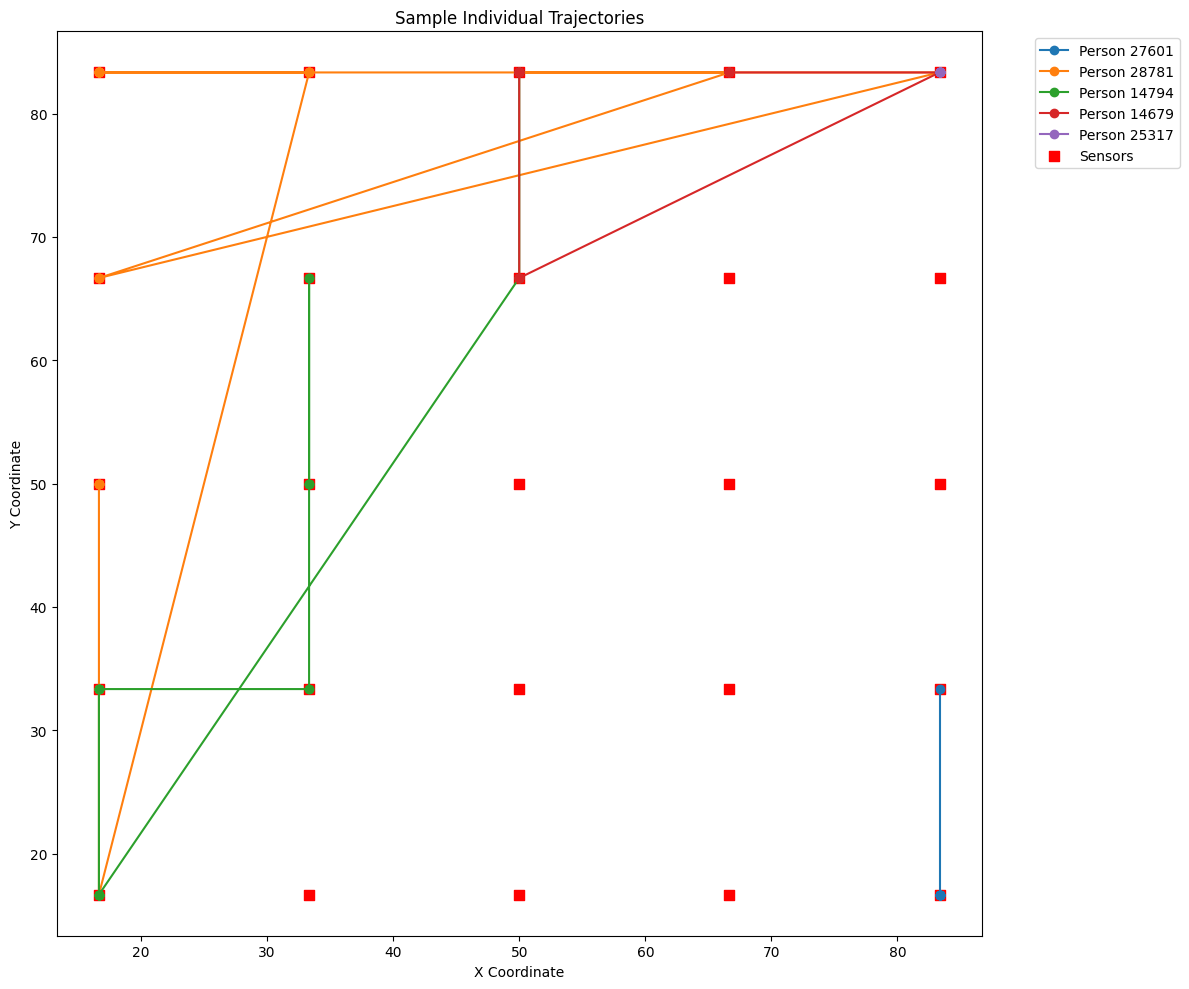 Sample Individual Trajectories
Person 27601
Person 28781
Person 14794
Person 14679
Person 25317
Sensors
80
70
60
50
40
30
20
Y Coordinate
20 30 40 50 60 70 80
X Coordinate